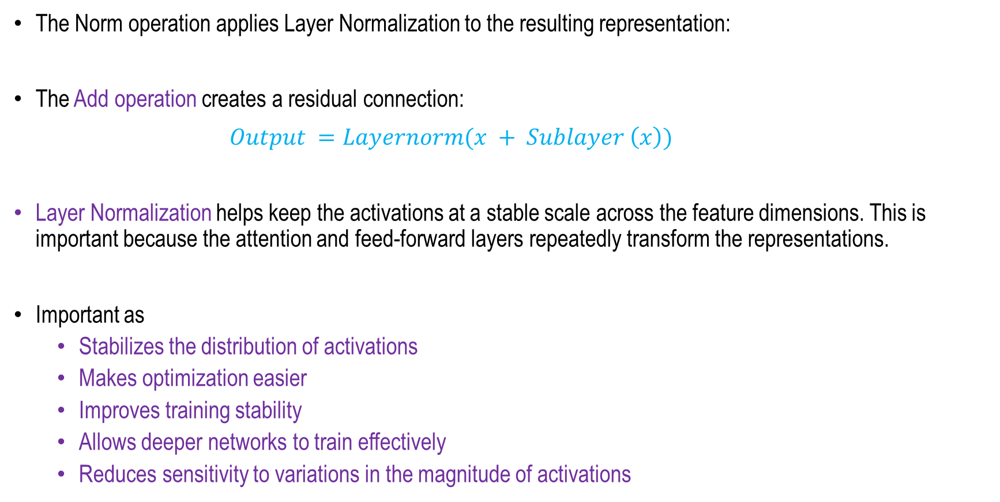 • The Norm operation applies Layer Normalization to the resulting representation:
• The Add operation creates a residual connection:
Output = Layernorm(x + Sublayer (x))
• Layer Normalization helps keep the activations at a stable scale across the feature dimensions. This is
important because the attention and feed-forward layers repeatedly transform the representations.
• Important as
• Stabilizes the distribution of activations
• Makes optimization easier
• Improves training stability
• Allows deeper networks to train effectively
• Reduces sensitivity to variations in the magnitude of activations